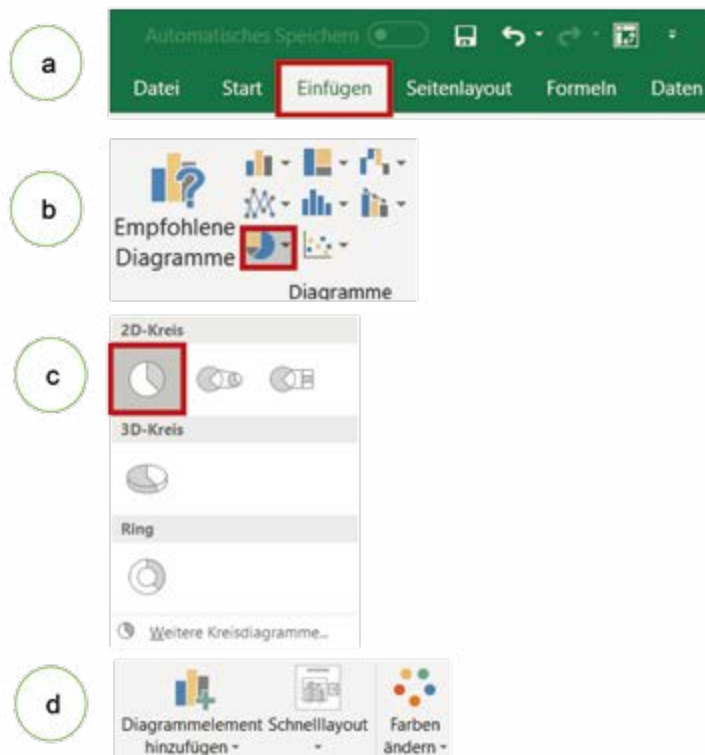 a
Automatisches Speichern
Datei Start Einfügen Seitenlayout Formeln Daten
b
Empfohlene
Diagramme
Diagramme
c
2D-Kreis
3D-Kreis
Ring
Weitere Kreisdiagramme...
d
Diagrammelement Schnelllayout Farben
hinzufügen ändern